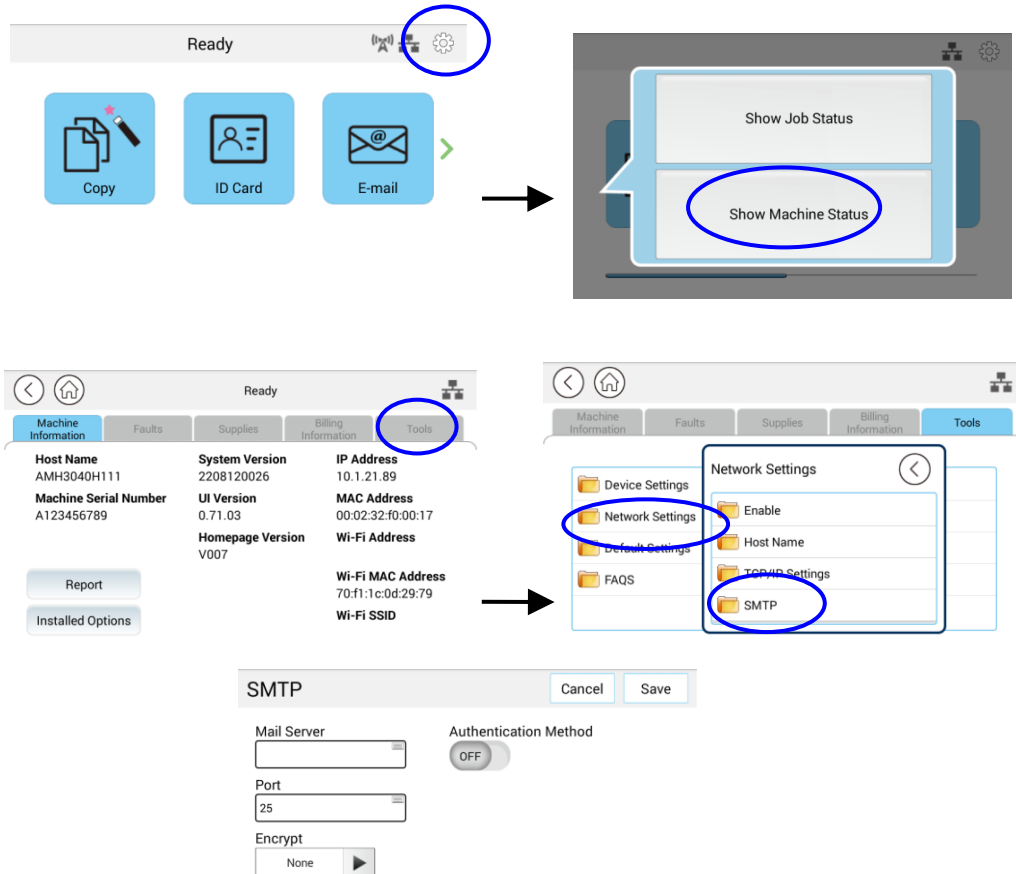 Ready
Copy
ID Card
E-mail
Show Job Status
Show Machine Status
Ready
Machine
Information
Faults
Supplies
Billing
Information
Tools
Host Name
AMH3040H111
Machine Serial Number
A123456789
System Version
2208120026
UI Version
0.71.03
Homepage Version
V007
IP Address
10.1.21.89
MAC Address
00:02:32:f0:00:17
Wi-Fi Address
Wi-Fi MAC Address
70:f1:1c:0d:29:79
Wi-Fi SSID
Report
Installed Options
Machine
Information
Faults
Supplies
Billing
Information
Tools
Device Settings
Network Settings
Default Settings
FAQS
Network Settings
Enable
Host Name
TCP/IP Settings
SMTP
SMTP
Cancel
Save
Mail Server
Authentication Method
OFF
Port
25
Encrypt
None